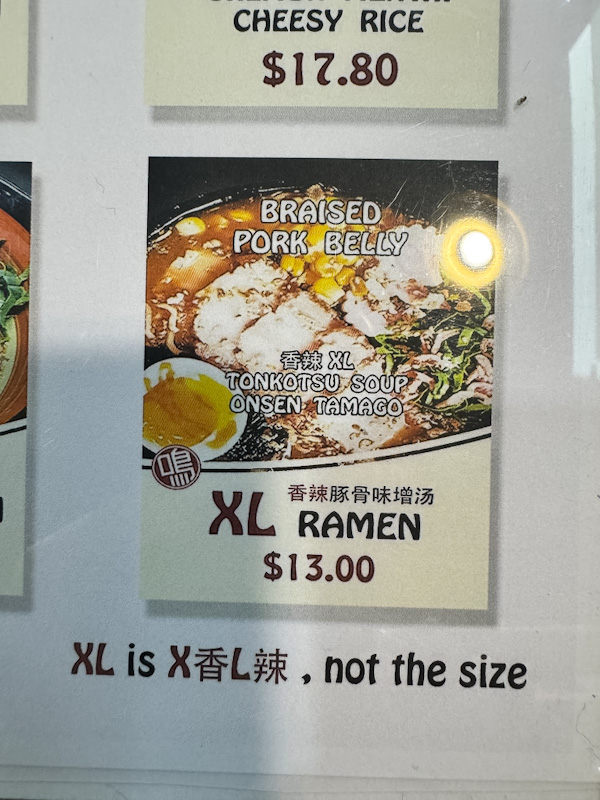 CHEESY RICE
$17.80
BRAISED
PORK BELLY
香辣 XL
TONKOTSU SOUP
ONSEN TAMAGO
鳴
香辣豚骨味增汤
XL RAMEN
$13.00
XL is X香L辣 , not the size